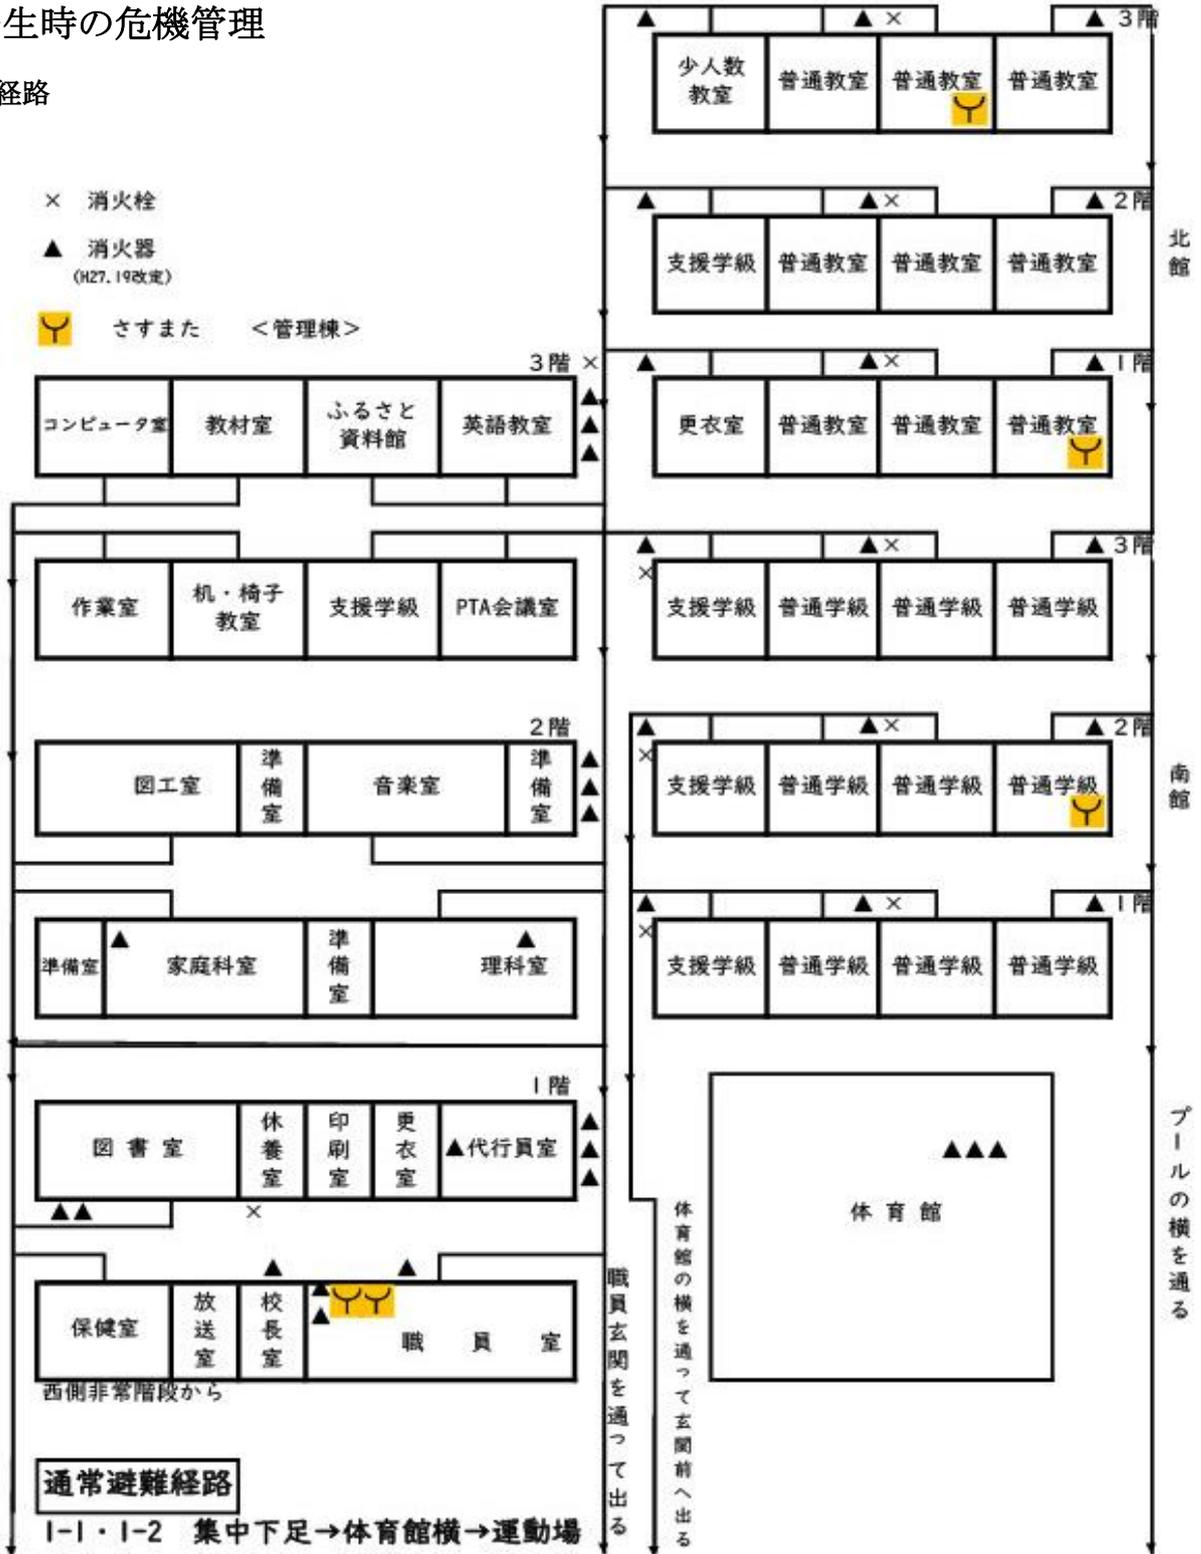 生時の危機管理
経路
× 消火栓
▲ 消火器
(H27.19改定)
さすまた <管理棟>
3階 ×
コンピュータ室 教材室 ふるさと資料館 英語教室
▲
▲
▲
作業室 机・椅子教室 支援学級 PTA会議室
2階
図工室 準備室 音楽室 準備室
▲
▲
▲
準備室 ▲ 家庭科室 準備室 ▲ 理科室
1階
図書室 休養室 印刷室 更衣室 ▲代行員室
▲
▲
▲
▲▲ ×
▲ ▲
保健室 放送室 校長室 ▲ ▲ 職員室
西側非常階段から
通常避難経路
1-1・1-2 集中下足→体育館横→運動場
▲ ▲× ▲ 3階
少人数教室 普通教室 普通教室 普通教室
▲ ▲× ▲ 2階
支援学級 普通教室 普通教室 普通教室
北館
▲ ▲× ▲ 1階
更衣室 普通教室 普通教室 普通教室
▲ ▲× ▲ 3階
×
支援学級 普通学級 普通学級 普通学級
▲ ▲× ▲ 2階
×
支援学級 普通学級 普通学級 普通学級
南館
▲ ▲× ▲ 1階
×
支援学級 普通学級 普通学級 普通学級
▲▲▲
体育館
職員玄関を通って出る
体育館の横を通って玄関前へ出る
プールの横を通る